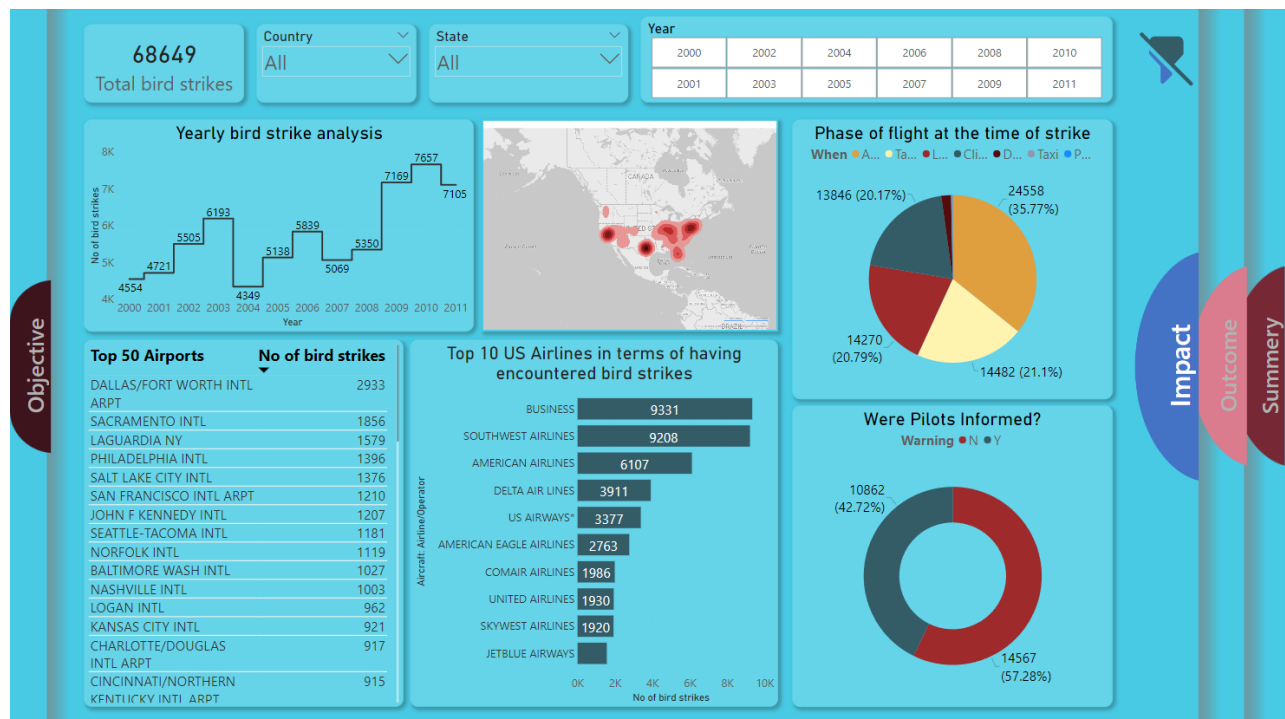 68649
Total bird strikes
Country
All
State
All
Year
2000 2002 2004 2006 2008 2010
2001 2003 2005 2007 2009 2011
Yearly bird strike analysis
No of bird strikes
8K
7K
6K
5K
4K
4554
4721
5505
6193
4349
5138
5839
5069
5350
7169
7657
7105
2000 2001 2002 2003 2004 2005 2006 2007 2008 2009 2010 2011
Year
CANADA
BRAZIL
Phase of flight at the time of strike
When A... Ta... L... Cli... D... Taxi P...
24558
(35.77%)
13846 (20.17%)
14270
(20.79%)
14482 (21.1%)
Objective
Impact
Outcome
Summery
Top 50 Airports No of bird strikes
DALLAS/FORT WORTH INTL 2933
ARPT
SACRAMENTO INTL 1856
LAGUARDIA NY 1579
PHILADELPHIA INTL 1396
SALT LAKE CITY INTL 1376
SAN FRANCISCO INTL ARPT 1210
JOHN F KENNEDY INTL 1207
SEATTLE-TACOMA INTL 1181
NORFOLK INTL 1119
BALTIMORE WASH INTL 1027
NASHVILLE INTL 1003
LOGAN INTL 962
KANSAS CITY INTL 921
CHARLOTTE/DOUGLAS 917
INTL ARPT
CINCINNATI/NORTHERN 915
KENTUCKY INTL ARPT
Top 10 US Airlines in terms of having
encountered bird strikes
Aircraft: Airline/Operator
BUSINESS 9331
SOUTHWEST AIRLINES 9208
AMERICAN AIRLINES 6107
DELTA AIR LINES 3911
US AIRWAYS* 3377
AMERICAN EAGLE AIRLINES 2763
COMAIR AIRLINES 1986
UNITED AIRLINES 1930
SKYWEST AIRLINES 1920
JETBLUE AIRWAYS
0K 2K 4K 6K 8K 10K
No of bird strikes
Were Pilots Informed?
Warning N Y
10862
(42.72%)
14567
(57.28%)